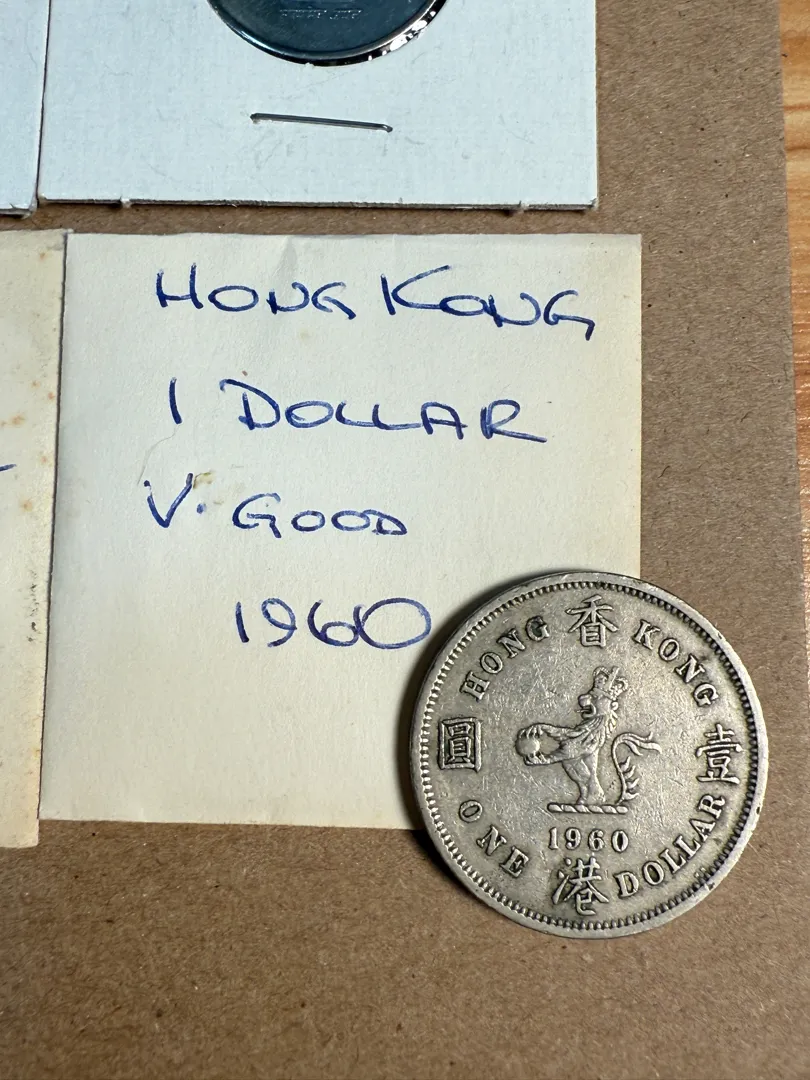 HONG KONG
1 DOLLAR
V. GOOD
1960
HONG 香 KONG
圓 壹
1960
ONE 港 DOLLAR